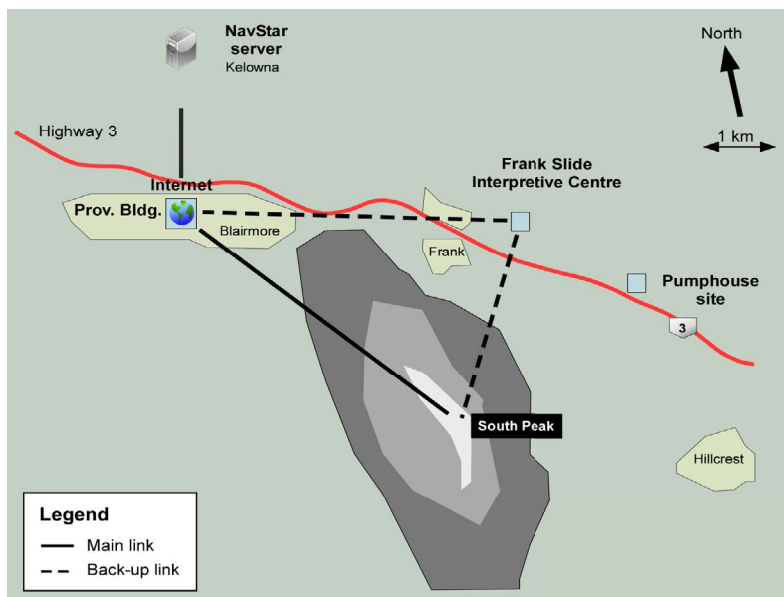 NavStar
server
Kelowna
North
Highway 3
1 km
Frank Slide
Interpretive Centre
Internet
Prov. Bldg.
Blairmore
Frank
Pumphouse
site
3
South Peak
Hillcrest
Legend
Main link
Back-up link